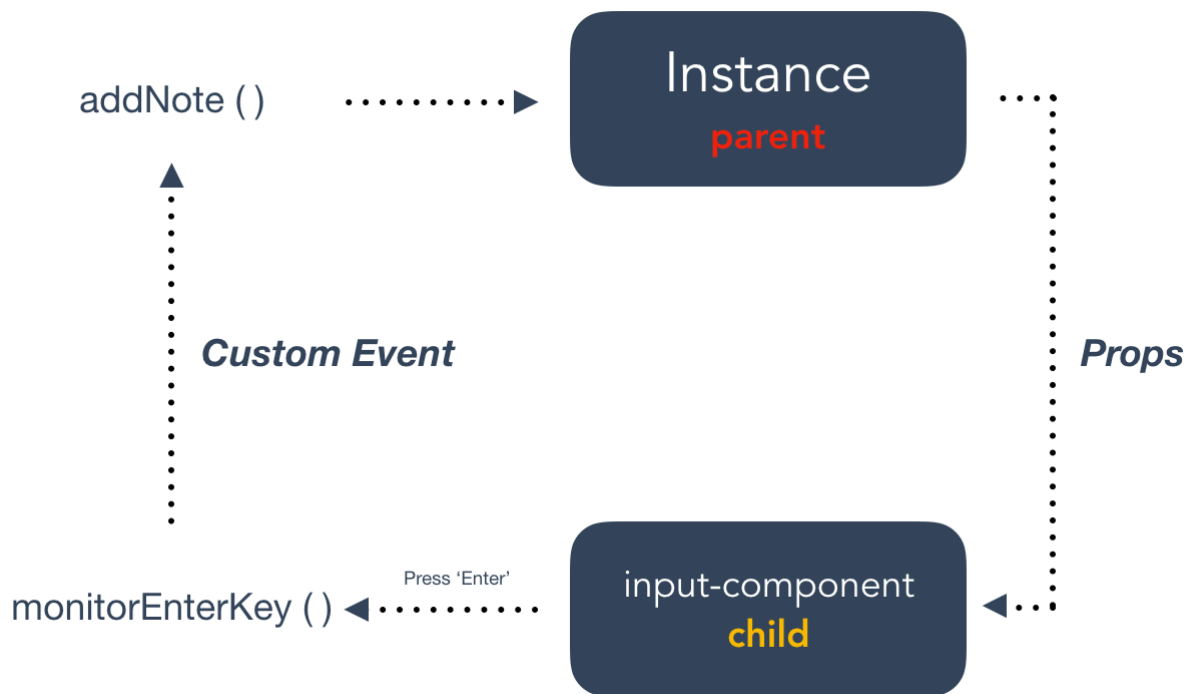 addNote ( )
Instance
parent
Custom Event
Props
monitorEnterKey ( )
Press ‘Enter’
input-component
child